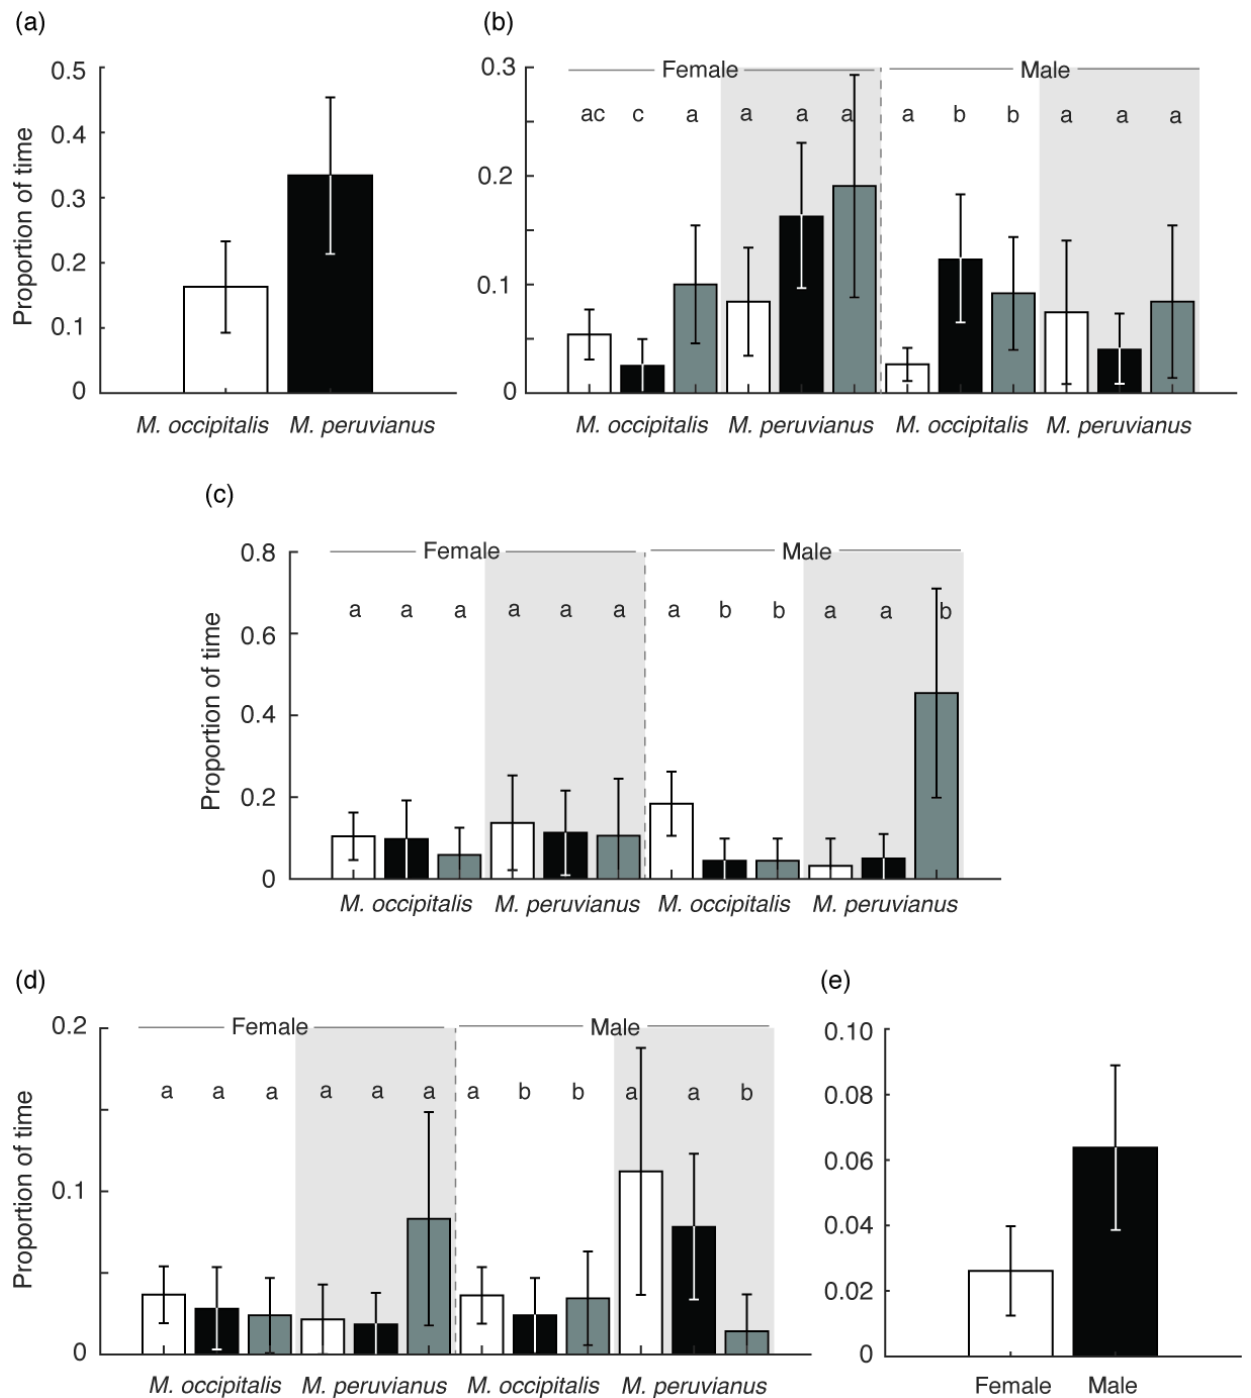 (a)
Proportion of time
0.5
0.4
0.3
0.2
0.1
0
M. occipitalis M. peruvianus
(b)
Female Male
0.3
0.2
0.1
0
ac c a a a a a b b a a a
M. occipitalis M. peruvianus M. occipitalis M. peruvianus
(c)
Proportion of time
Female Male
0.8
0.6
0.4
0.2
0
a a a a a a a b b a a b
M. occipitalis M. peruvianus M. occipitalis M. peruvianus
(d)
Proportion of time
Female Male
0.2
0.1
0
a a a a a a a b b a a b
M. occipitalis M. peruvianus M. occipitalis M. peruvianus
(e)
0.10
0.08
0.06
0.04
0.02
0
Female Male